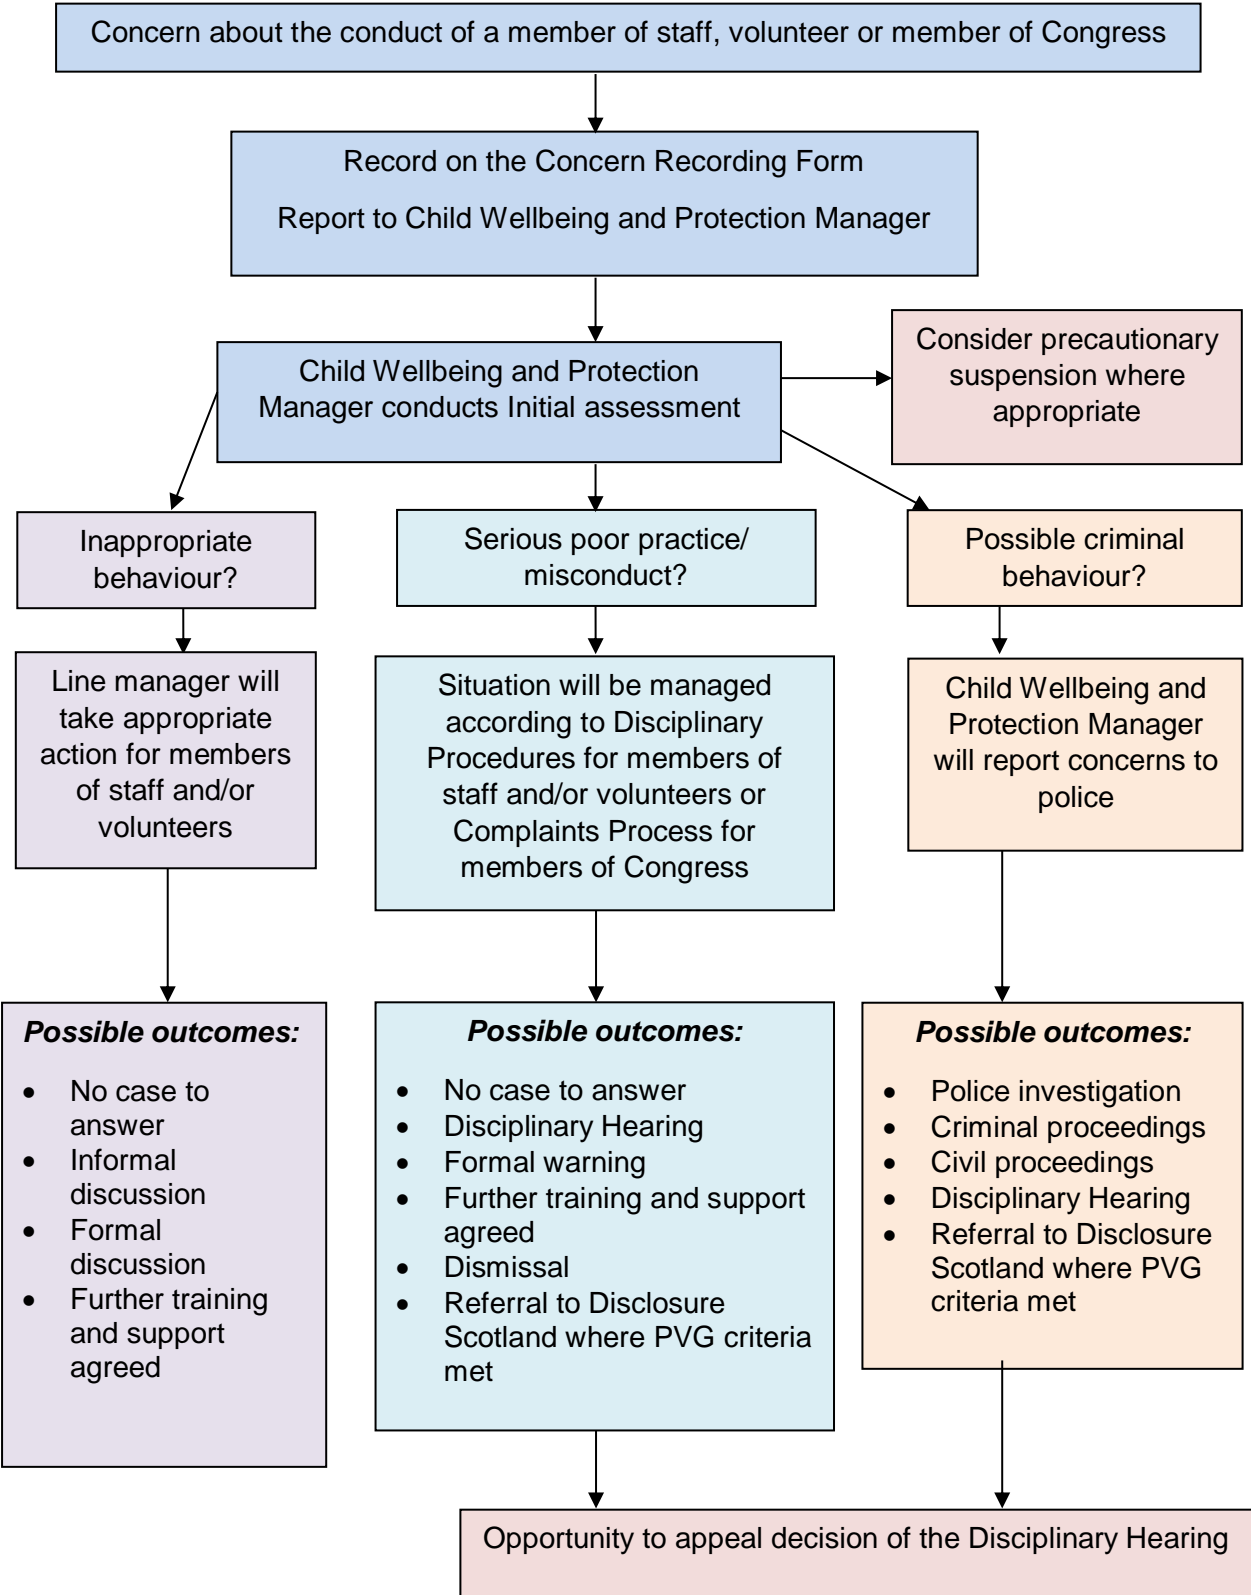 Concern about the conduct of a member of staff, volunteer or member of Congress
Record on the Concern Recording Form
Report to Child Wellbeing and Protection Manager
Consider precautionary
suspension where
appropriate
Child Wellbeing and Protection
Manager conducts Initial assessment
Inappropriate
behaviour?
Serious poor practice/
misconduct?
Possible criminal
behaviour?
Line manager will
take appropriate
action for members
of staff and/or
volunteers
Situation will be managed
according to Disciplinary
Procedures for members of
staff and/or volunteers or
Complaints Process for
members of Congress
Child Wellbeing and
Protection Manager
will report concerns to
police
Possible outcomes:
• No case to
answer
• Informal
discussion
• Formal
discussion
• Further training
and support
agreed
Possible outcomes:
• No case to answer
• Disciplinary Hearing
• Formal warning
• Further training and support
agreed
• Dismissal
• Referral to Disclosure
Scotland where PVG criteria
met
Possible outcomes:
• Police investigation
• Criminal proceedings
• Civil proceedings
• Disciplinary Hearing
• Referral to Disclosure
Scotland where PVG
criteria met
Opportunity to appeal decision of the Disciplinary Hearing